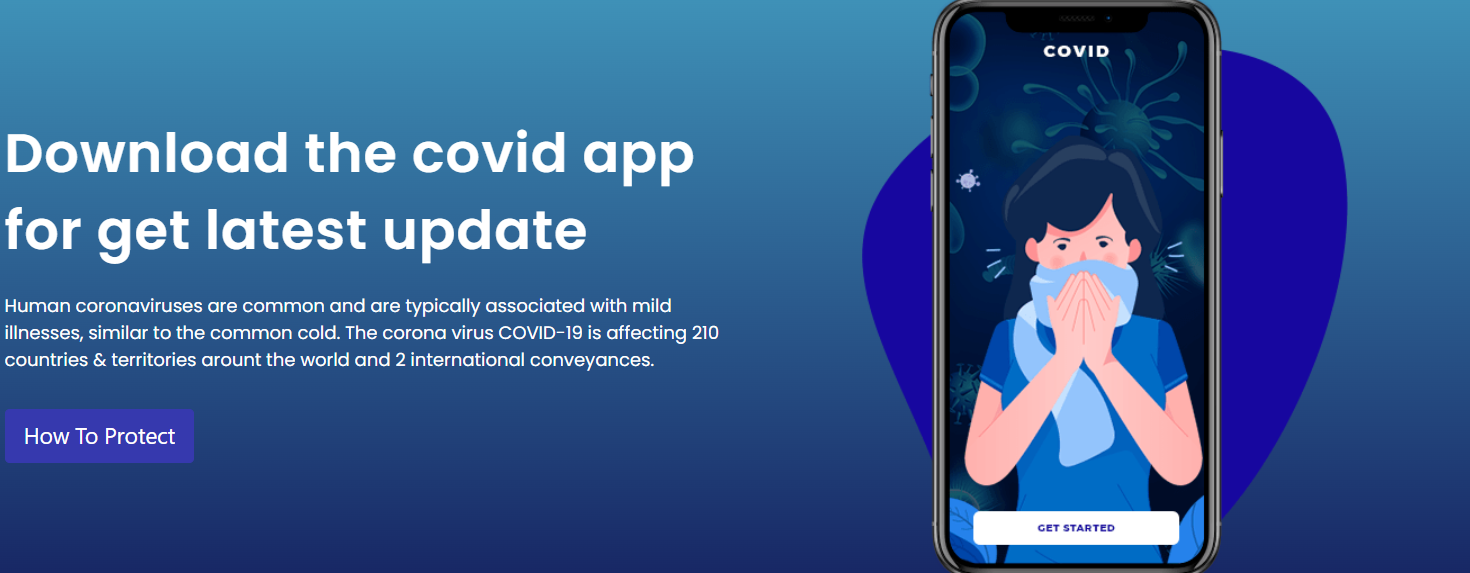 Download the covid app
for get latest update
Human coronaviruses are common and are typically associated with mild
illnesses, similar to the common cold. The corona virus COVID-19 is affecting 210
countries & territories arount the world and 2 international conveyances.
How To Protect
COVID
GET STARTED